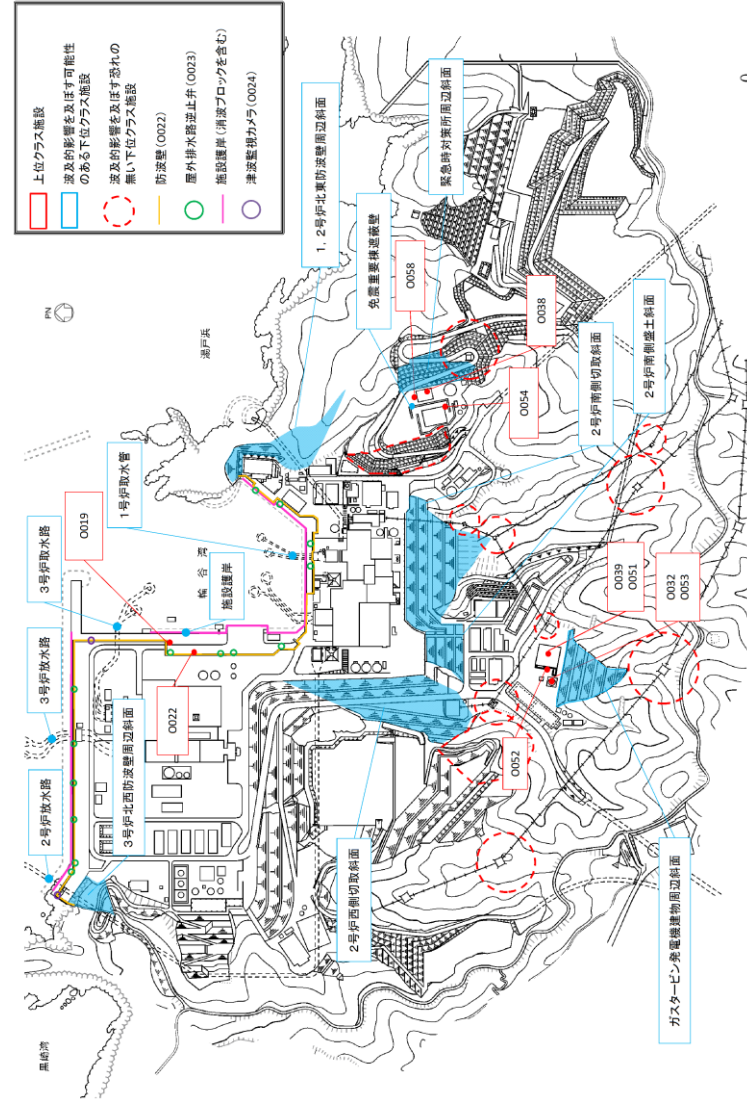 上位クラス施設
波及的影響を及ぼす可能性
のある下位クラス施設
波及的影響を及ぼす恐れの
無い下位クラス施設
防波壁(O022)
屋外排水路逆止弁(O023)
施設護岸(消波ブロックを含む)
津波監視カメラ(O024)
PN
黒崎湾
湯戸浜
輪谷湾
2号炉放水路
3号炉放水路
3号炉取水路
O019
1号炉取水管
1、2号炉北東防波壁周辺斜面
免震重要棟遮蔽壁
O058
緊急時対策所周辺斜面
3号炉北西防波壁周辺斜面
O022
施設護岸
O038
O054
2号炉南側切取斜面
2号炉南側盛土斜面
2号炉西側切取斜面
O052
O039
O051
O032
O053
ガスタービン発電機建物周辺斜面